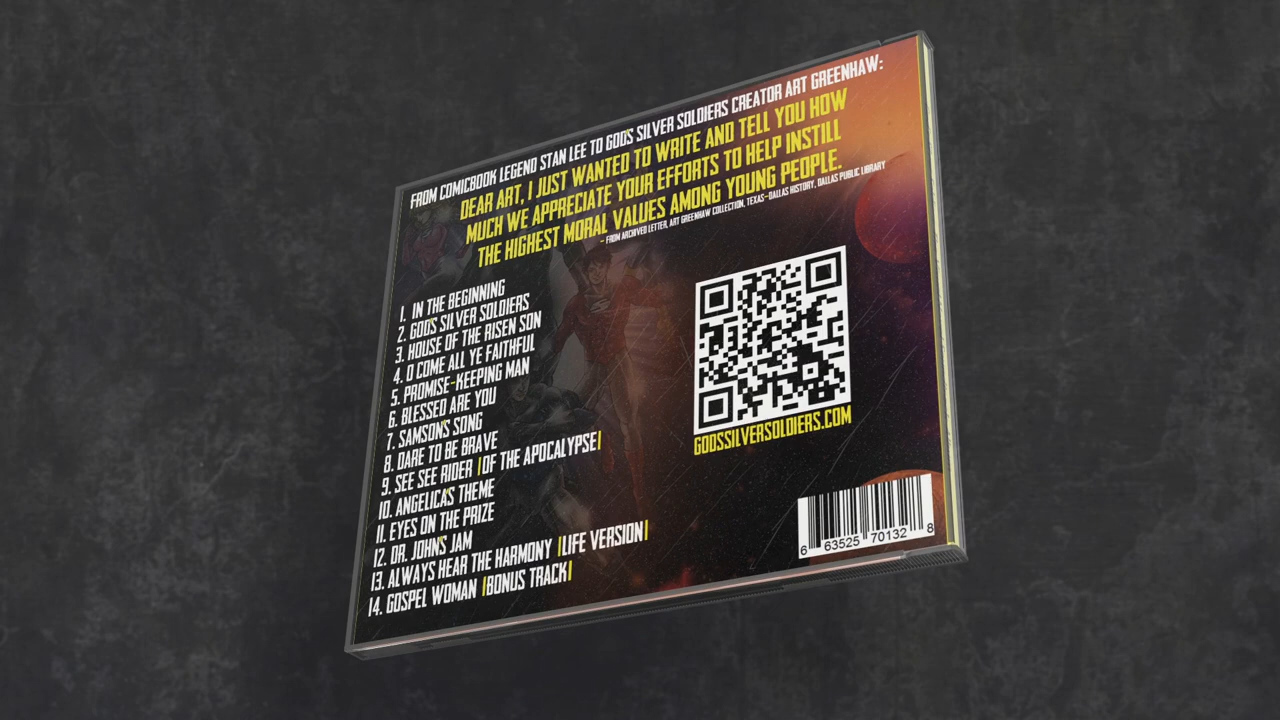 FROM COMICBOOK LEGEND STAN LEE TO GOD'S SILVER SOLDIERS CREATOR ART GREENHAW:
DEAR ART, I JUST WANTED TO WRITE AND TELL YOU HOW
MUCH WE APPRECIATE YOUR EFFORTS TO HELP INSTILL
THE HIGHEST MORAL VALUES AMONG YOUNG PEOPLE.
- FROM ARCHIVED LETTER, ART GREENHAW COLLECTION, TEXAS-DALLAS HISTORY, DALLAS PUBLIC LIBRARY
1. IN THE BEGINNING
2. GOD'S SILVER SOLDIERS
3. HOUSE OF THE RISEN SON
4. O COME ALL YE FAITHFUL
5. PROMISE-KEEPING MAN
6. BLESSED ARE YOU
7. SAMSON'S SONG
8. DARE TO BE BRAVE
9. SEE SEE RIDER |OF THE APOCALYPSE|
10. ANGELICA'S THEME
11. EYES ON THE PRIZE
12. DR. JOHN'S JAM
13. ALWAYS HEAR THE HARMONY |LIFE VERSION|
14. GOSPEL WOMAN |BONUS TRACK|
GODSSILVERSOLDIERS.COM
6 63525 70132 8